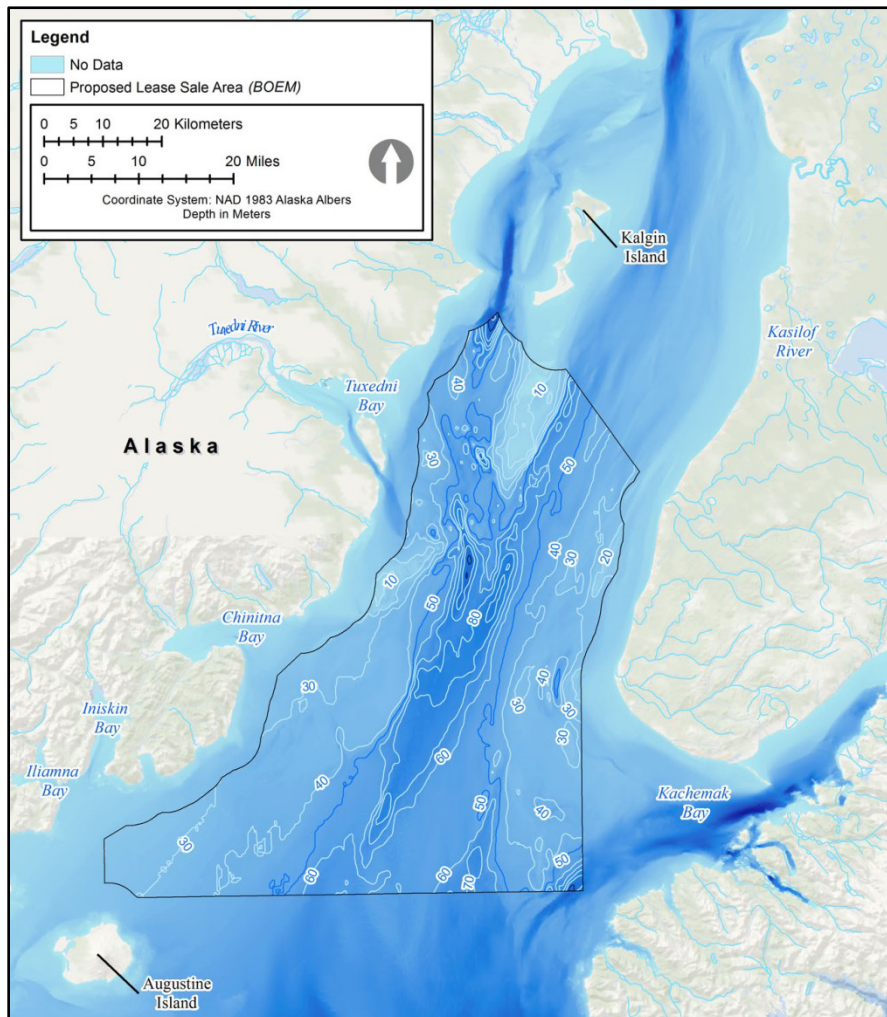 Legend
No Data
Proposed Lease Sale Area (BOEM)
0 5 10 20 Kilometers
0 5 10 20 Miles
Coordinate System: NAD 1983 Alaska Albers
Depth in Meters
Kalgin
Island
Tuxedni River
Kasilof
River
Tuxedni
Bay
Alaska
40
10
50
30
40
30
20
10
50
80
Chinitna
Bay
30
40
30
30
Iniskin
Bay
60
Iliamna
Bay
40
50
40
Kachemak
Bay
30
60
60
70
50
Augustine
Island